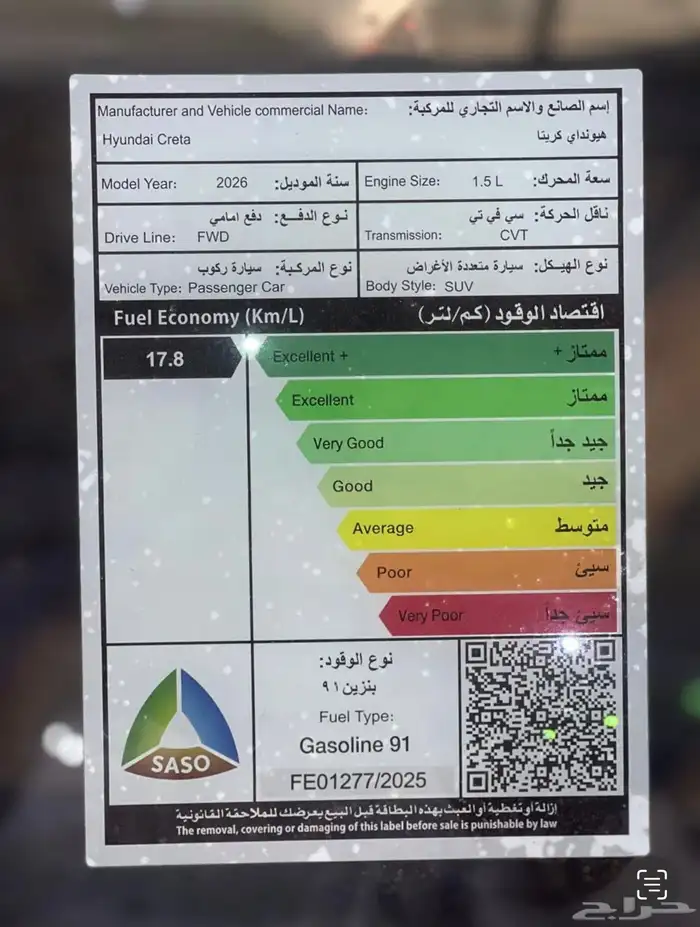 Manufacturer and Vehicle commercial Name: إسم الصانع والاسم التجاري للمركبة:
Hyundai Creta هيونداي كريتا
Model Year: 2026 سنة الموديل: Engine Size: 1.5 L سعة المحرك:
نوع الدفـــع: دفع امامي
Drive Line: FWD
ناقل الحركة: سي في تي
Transmission: CVT
نوع المركبة: سيارة ركوب
Vehicle Type: Passenger Car
نوع الهيـكل: سيارة متعددة الأغراض
Body Style: SUV
Fuel Economy (Km/L) اقتصاد الوقود (كم/لتر)
17.8
Excellent + ممتاز +
Excellent ممتاز
Very Good جيد جداً
Good جيد
Average متوسط
Poor سيئ
Very Poor سيئ جداً
SASO
نوع الوقود:
بنزين ٩١
Fuel Type:
Gasoline 91
FE01277/2025
إزالة أو تغطية أو العبث بهذه البطاقة قبل البيع يعرضك للملاحقة القانونية
The removal, covering or damaging of this label before sale is punishable by law
حراج